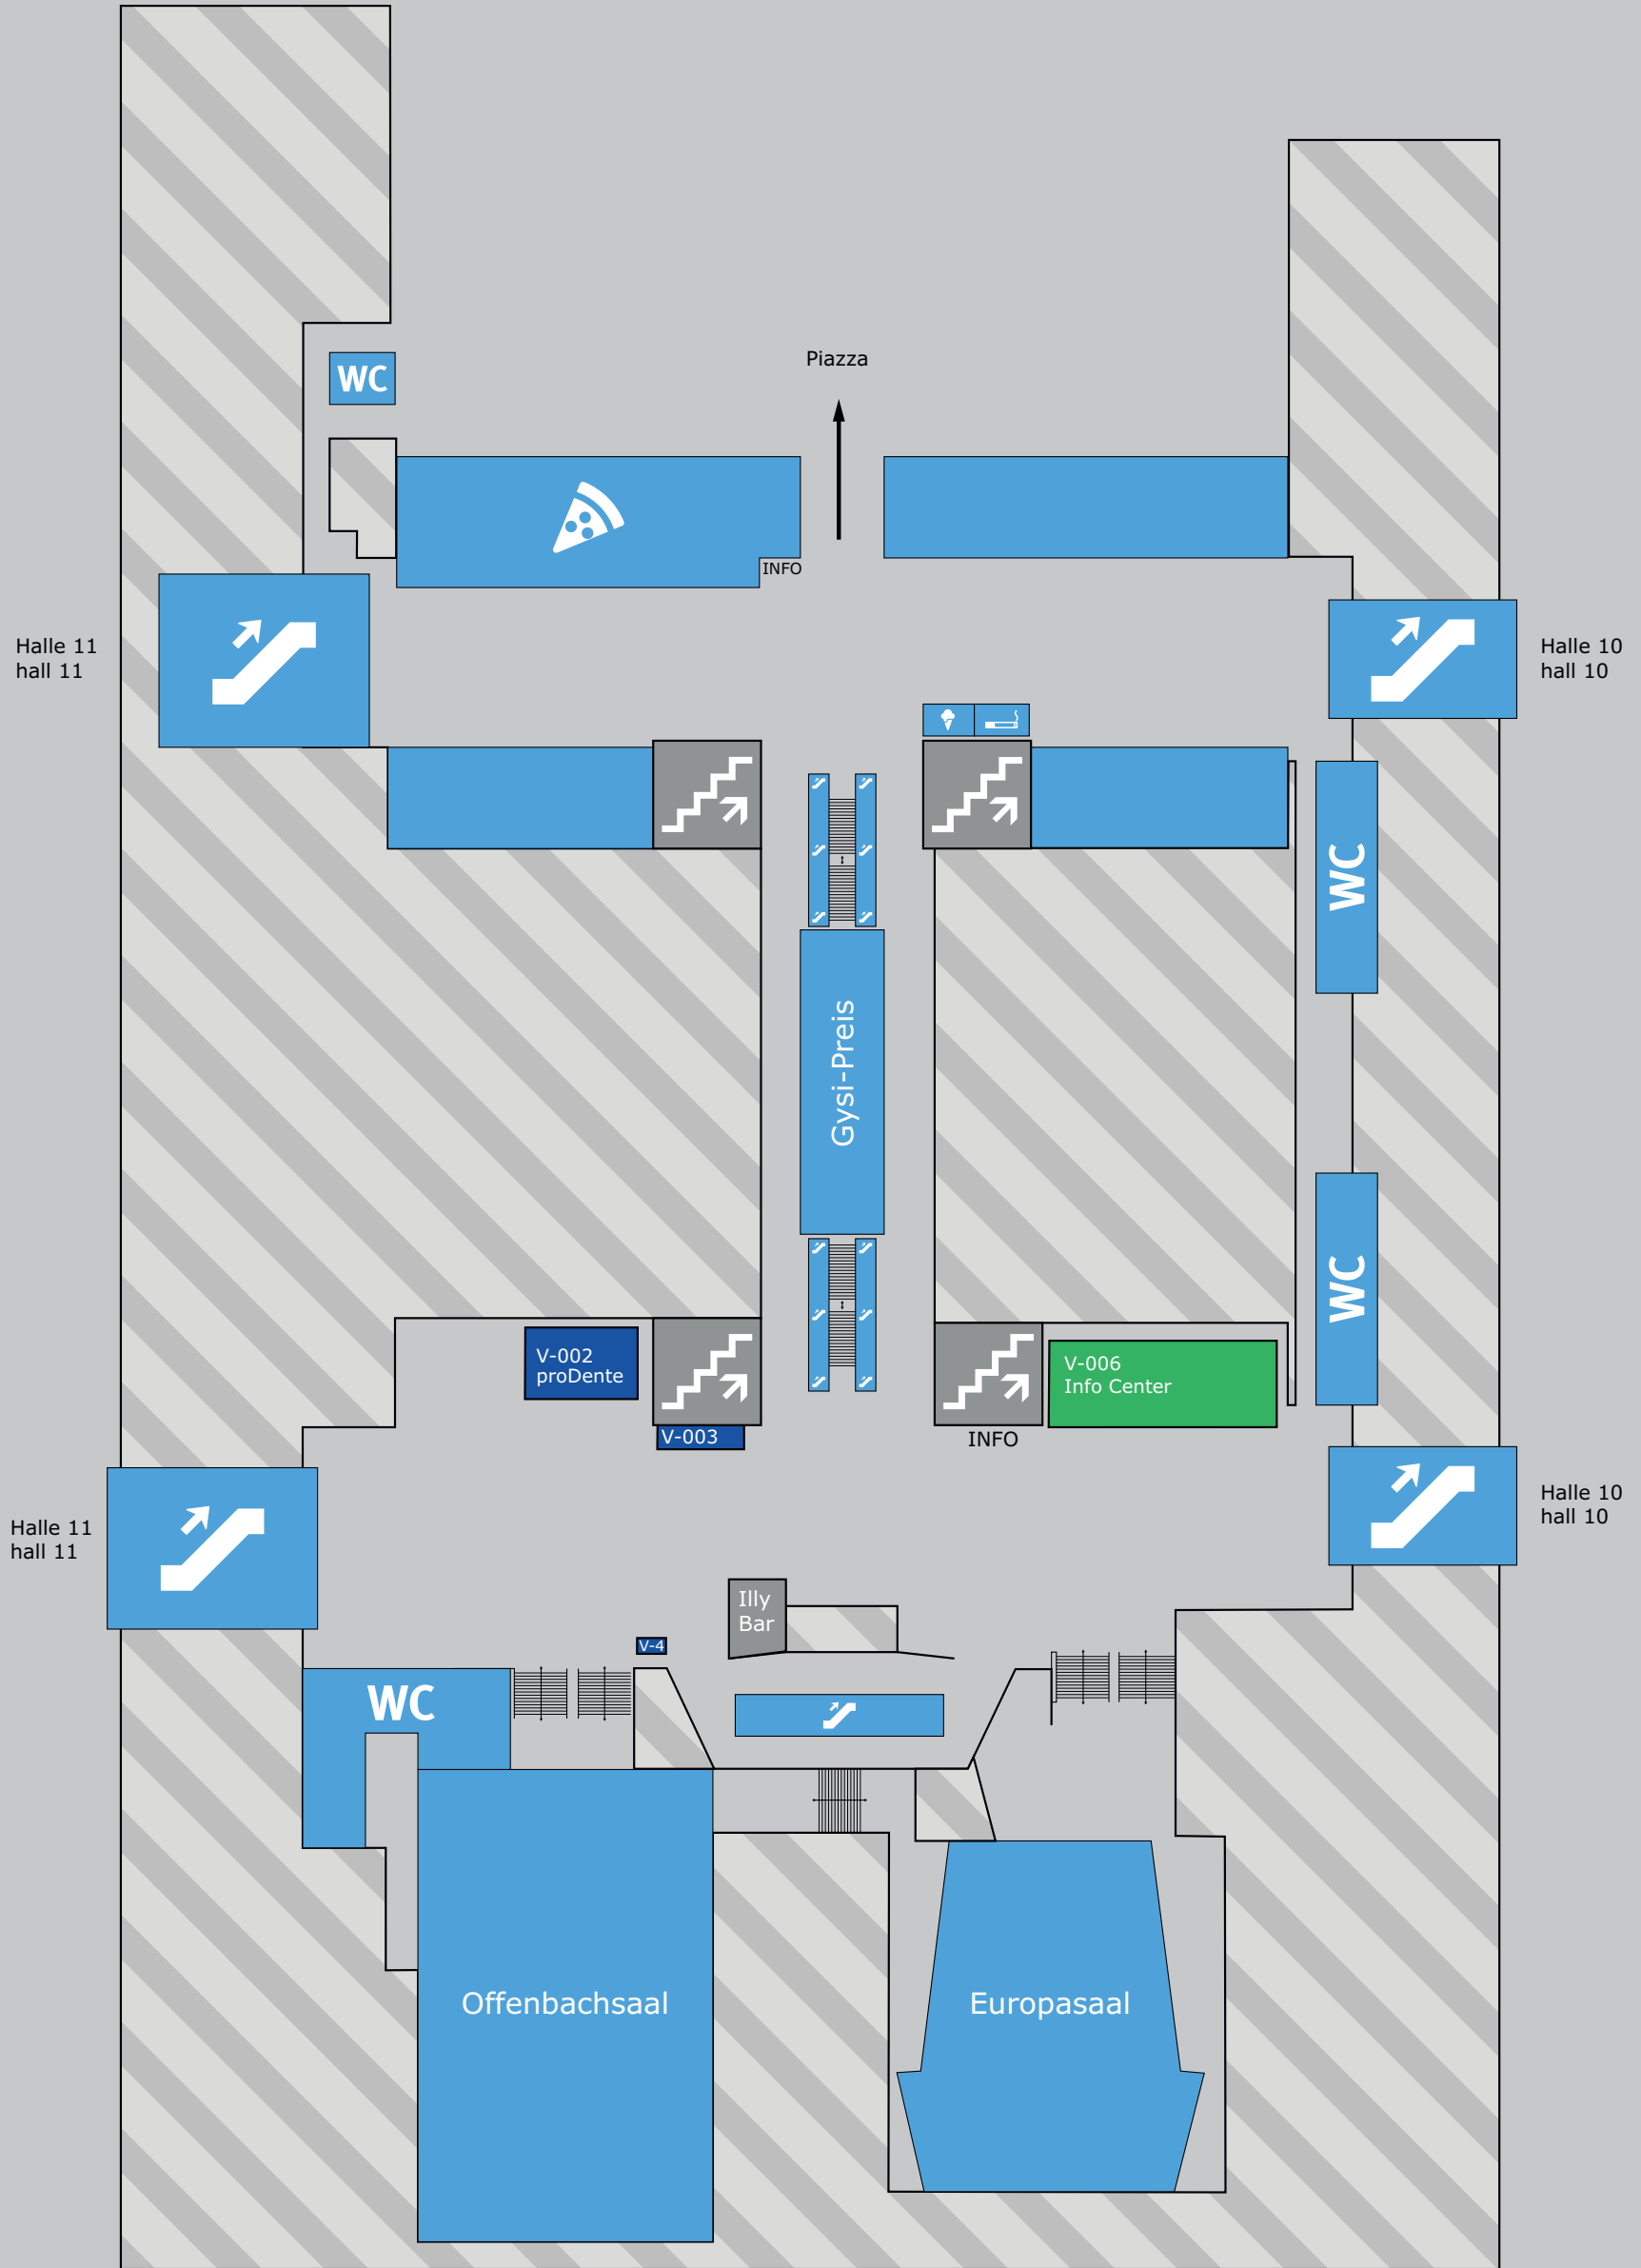 Piazza
WC
INFO
Halle 11
hall 11
Halle 10
hall 10
WC
Gysi-Preis
WC
V-002
proDente
V-003
V-006
Info Center
INFO
Halle 11
hall 11
Halle 10
hall 10
Illy
Bar
V-4
WC
Offenbachsaal
Europasaal